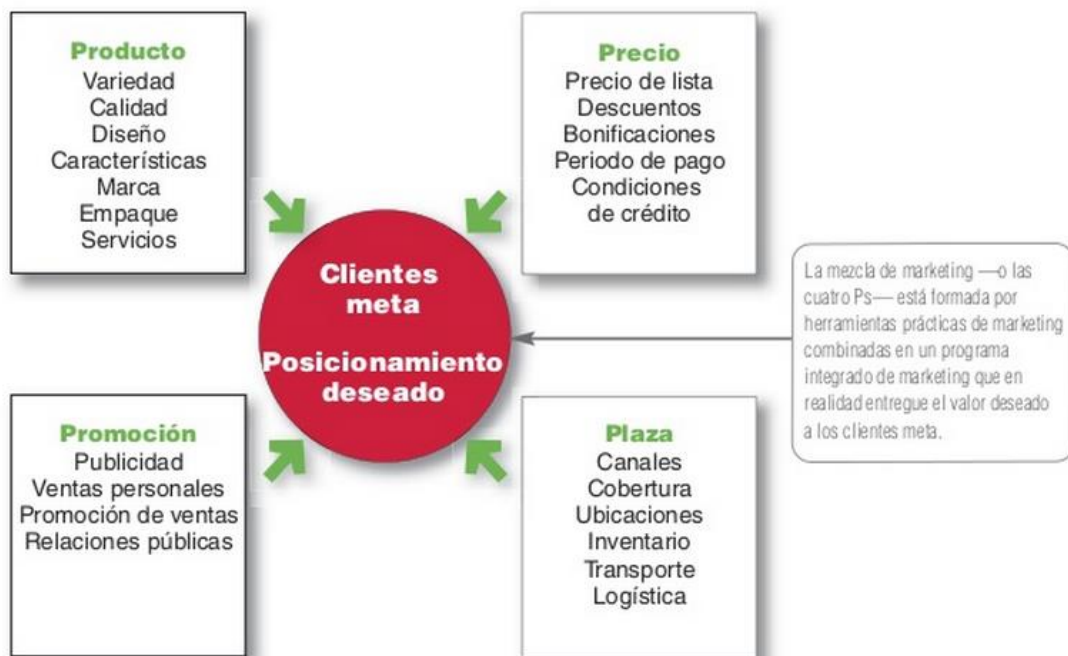 Producto
Variedad
Calidad
Diseño
Características
Marca
Empaque
Servicios
Precio
Precio de lista
Descuentos
Bonificaciones
Periodo de pago
Condiciones
de crédito
Clientes
meta
Posicionamiento
deseado
La mezcla de marketing —o las
cuatro Ps— está formada por
herramientas prácticas de marketing
combinadas en un programa
integrado de marketing que en
realidad entregue el valor deseado
a los clientes meta.
Promoción
Publicidad
Ventas personales
Promoción de ventas
Relaciones públicas
Plaza
Canales
Cobertura
Ubicaciones
Inventario
Transporte
Logística